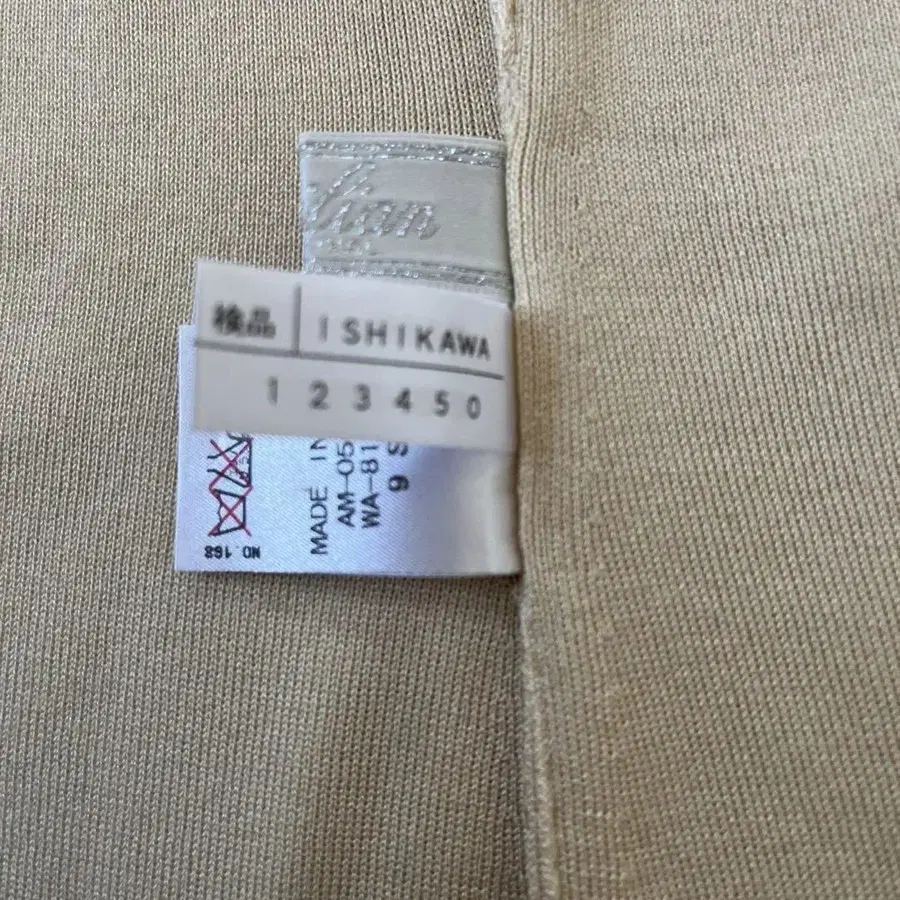 検品 ISHIKAWA
1 2 3 4 5 0
MADE IN
AM-05
WA-81
9 S
NO.168